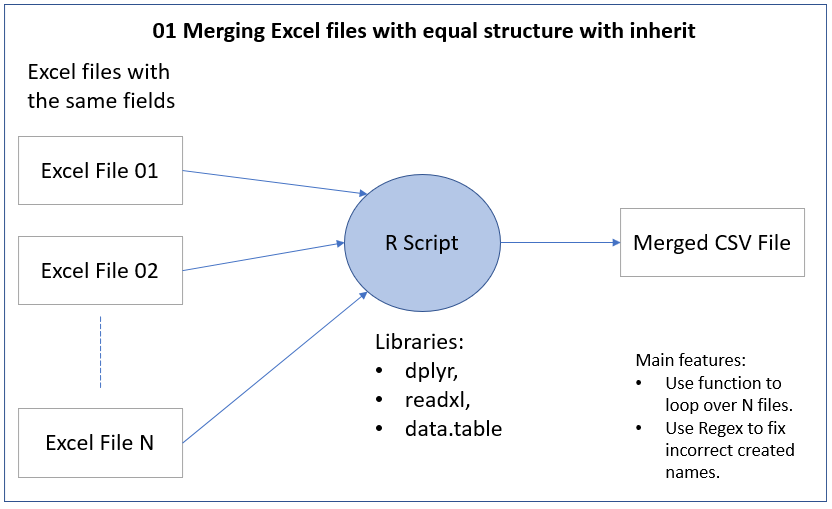 01 Merging Excel files with equal structure with inherit
Excel files with
the same fields
Excel File 01
Excel File 02
Excel File N
R Script
Merged CSV File
Libraries:
• dplyr,
• readxl,
• data.table
Main features:
• Use function to
loop over N files.
• Use Regex to fix
incorrect created
names.